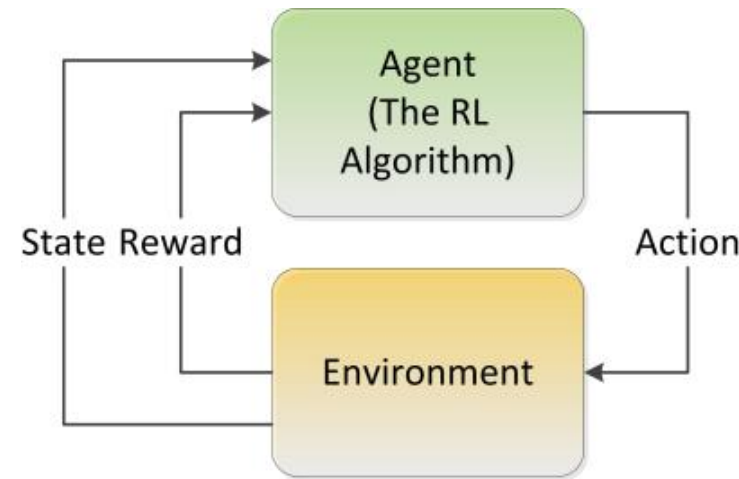 Agent
(The RL
Algorithm)
State Reward
Action
Environment